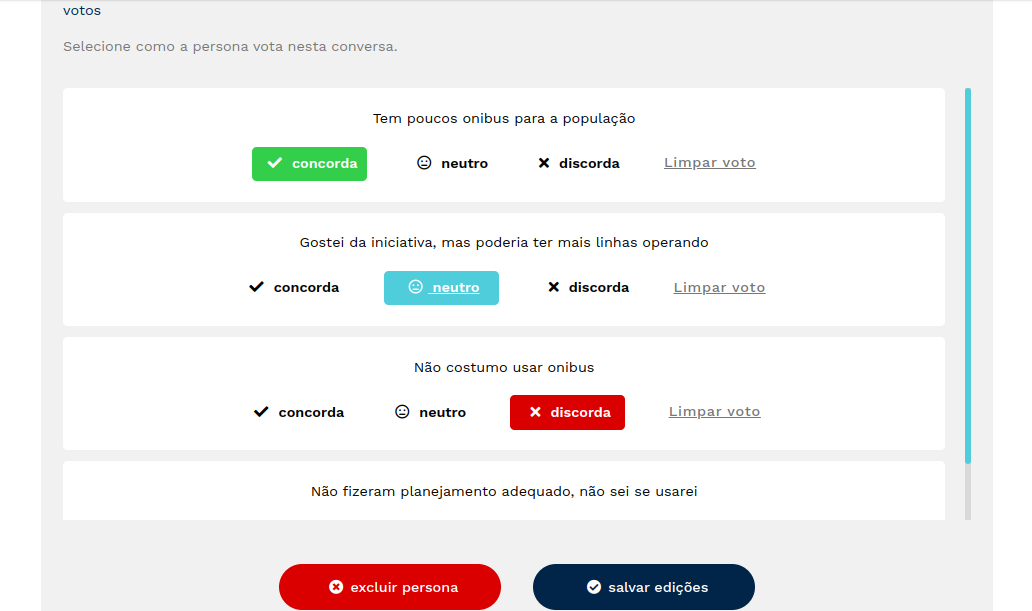 votos
Selecione como a persona vota nesta conversa.
Tem poucos onibus para a população
concorda neutro discorda Limpar voto
Gostei da iniciativa, mas poderia ter mais linhas operando
concorda neutro discorda Limpar voto
Não costumo usar onibus
concorda neutro discorda Limpar voto
Não fizeram planejamento adequado, não sei se usarei
excluir persona salvar edições